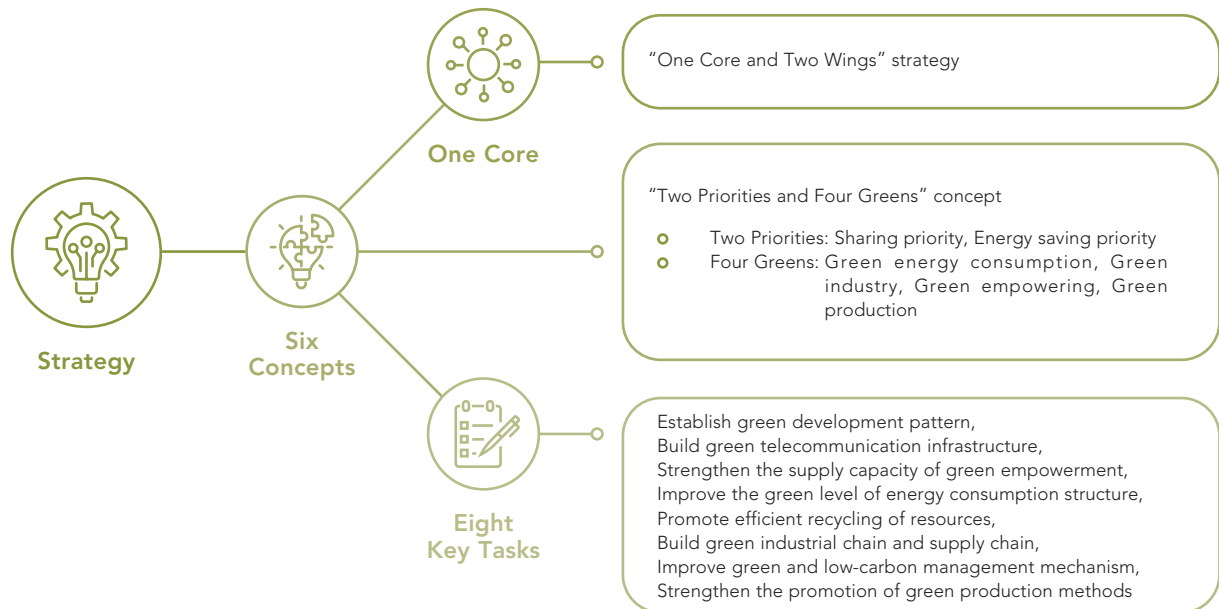 Strategy
Six
Concepts
One Core
“One Core and Two Wings” strategy
“Two Priorities and Four Greens” concept
Two Priorities: Sharing priority, Energy saving priority
Four Greens: Green energy consumption, Green
industry, Green empowering, Green
production
Eight
Key Tasks
Establish green development pattern,
Build green telecommunication infrastructure,
Strengthen the supply capacity of green empowerment,
Improve the green level of energy consumption structure,
Promote efficient recycling of resources,
Build green industrial chain and supply chain,
Improve green and low-carbon management mechanism,
Strengthen the promotion of green production methods